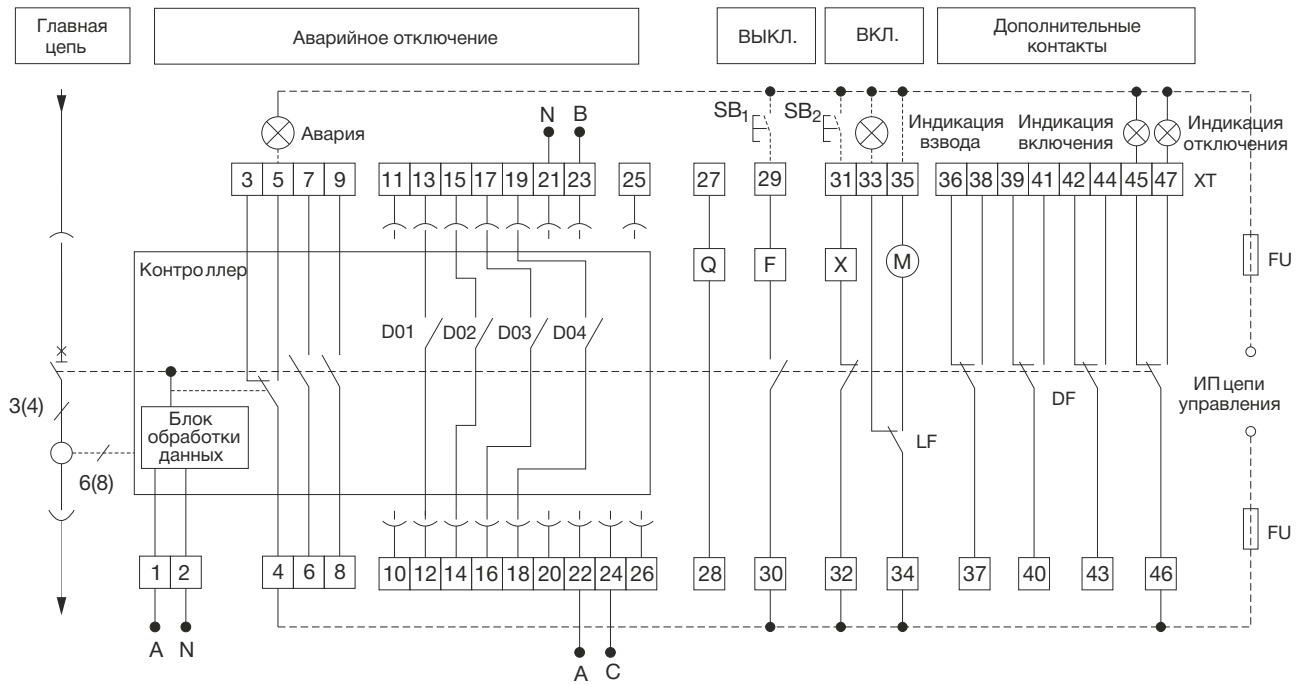 Главная
цепь
Аварийное отключение
ВЫКЛ.
ВКЛ.
Дополнительные
контакты
Авария
N
B
SB1
SB2
Индикация
взвода
Индикация
включения
Индикация
отключения
3 5 7 9
11 13 15 17 19 21 23
25
27
29
31 33 35
36 38 39 41 42 44 45 47
XT
Контроллер
Q
F
X
M
FU
D01
D02
D03
D04
3(4)
Блок
обработки
данных
6(8)
DF
LF
ИП цепи
управления
FU
1 2
4 6 8
10 12 14 16 18 20 22 24 26
28
30
32
34
37
40
43
46
A N
A C